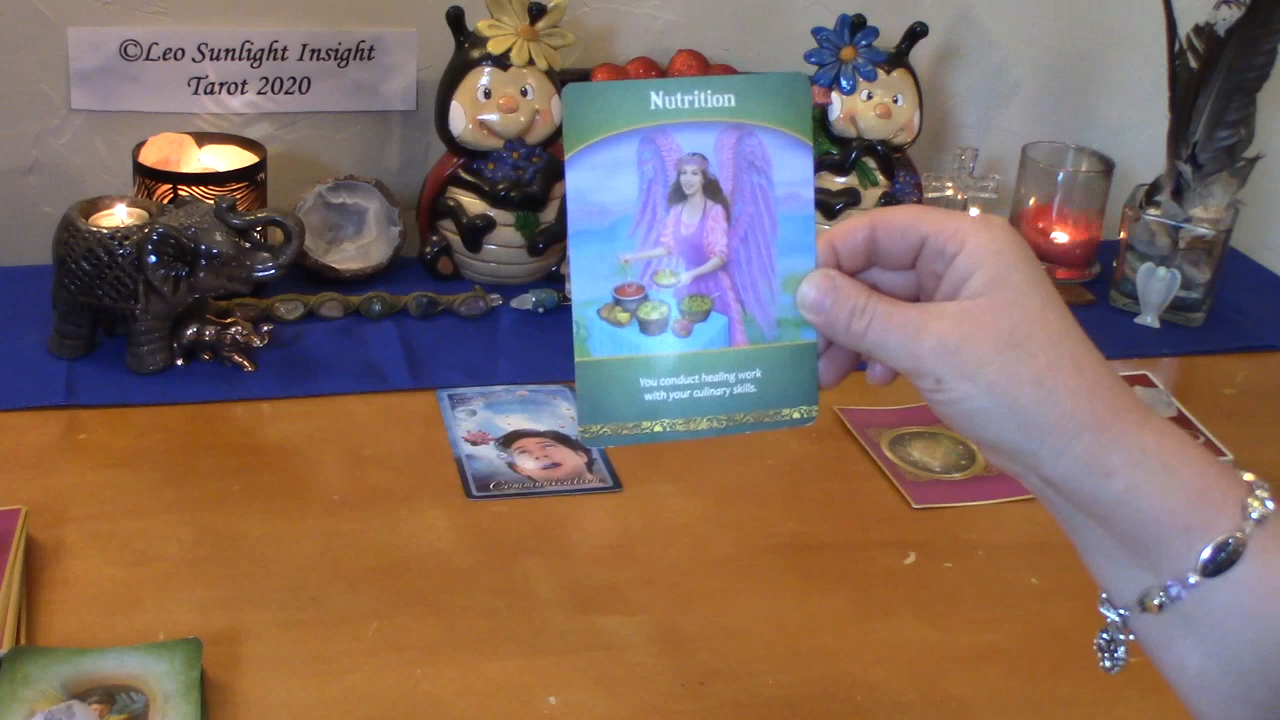 ©Leo Sunlight Insight
Tarot 2020
Nutrition
You conduct healing work
with your culinary skills.
Communication